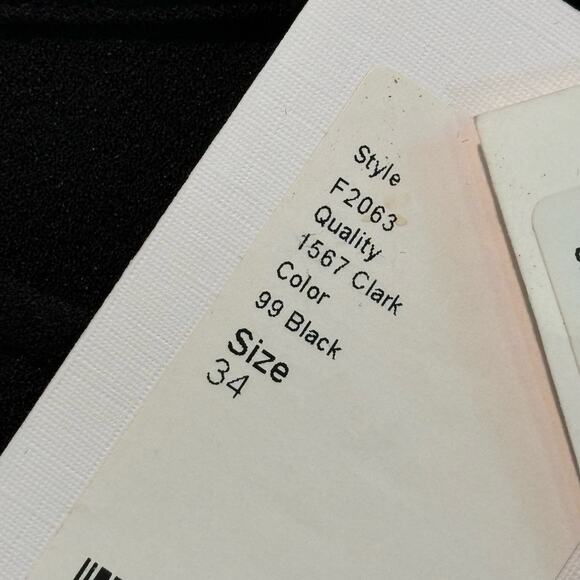 Style
F2063
Quality
1567 Clark
Color
99 Black
Size
34